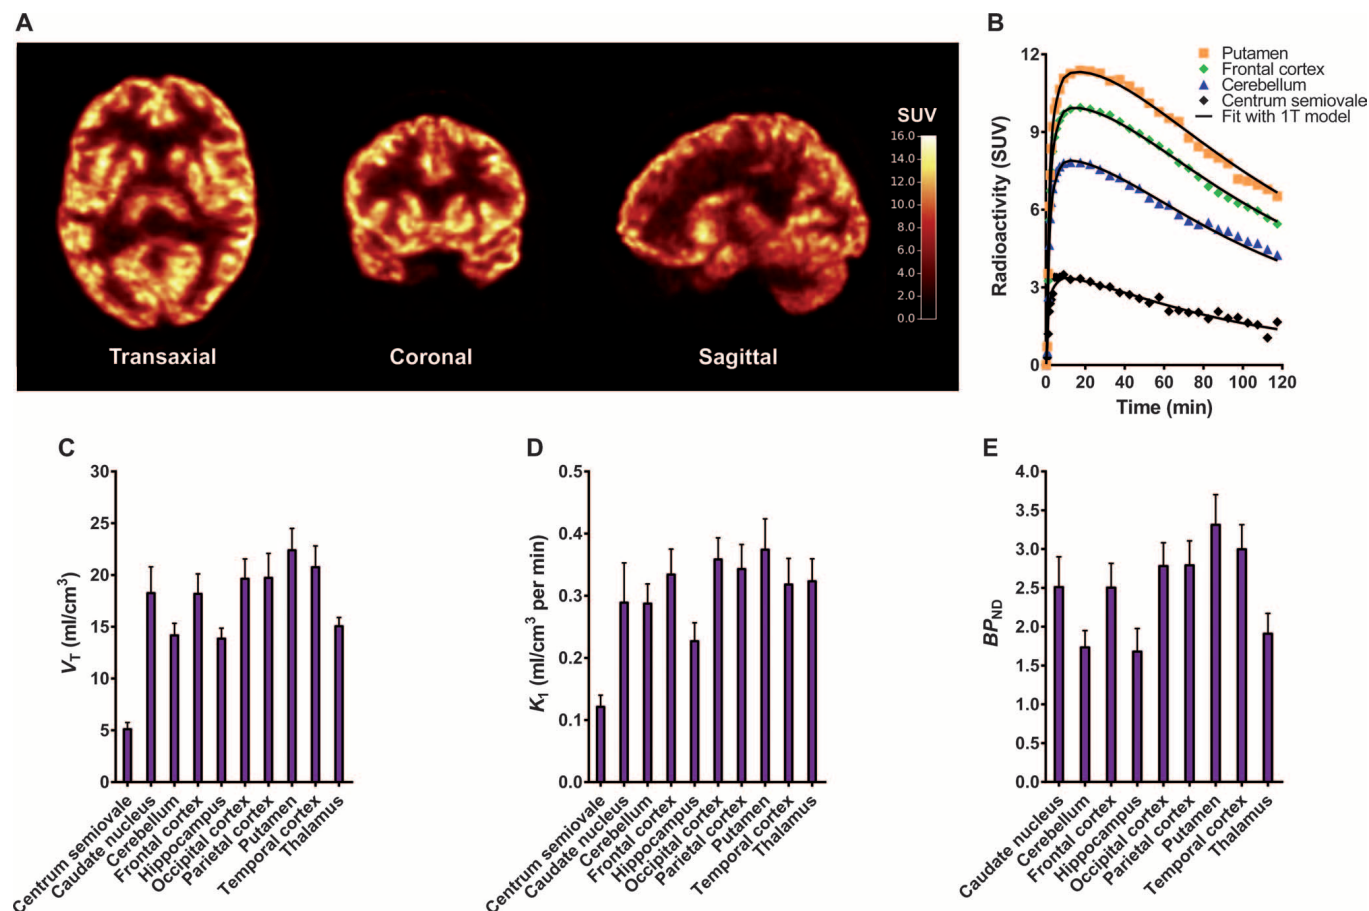 A
SUV
16.0
14.0
12.0
10.0
8.0
6.0
4.0
2.0
0.0
Transaxial
Coronal
Sagittal
B
Radioactivity (SUV)
12
9
6
3
0
0 20 40 60 80 100 120
Time (min)
Putamen
Frontal cortex
Cerebellum
Centrum semiovale
Fit with 1T model
C
VT (ml/cm³)
30
25
20
15
10
5
0
Centrum semiovale
Caudate nucleus
Cerebellum
Frontal cortex
Hippocampus
Occipital cortex
Parietal cortex
Putamen
Temporal cortex
Thalamus
D
K1 (ml/cm³ per min)
0.5
0.4
0.3
0.2
0.1
0.0
Centrum semiovale
Caudate nucleus
Cerebellum
Frontal cortex
Hippocampus
Occipital cortex
Parietal cortex
Putamen
Temporal cortex
Thalamus
E
BPND
4.0
3.5
3.0
2.5
2.0
1.5
1.0
0.5
0.0
Caudate nucleus
Cerebellum
Frontal cortex
Hippocampus
Occipital cortex
Parietal cortex
Putamen
Temporal cortex
Thalamus